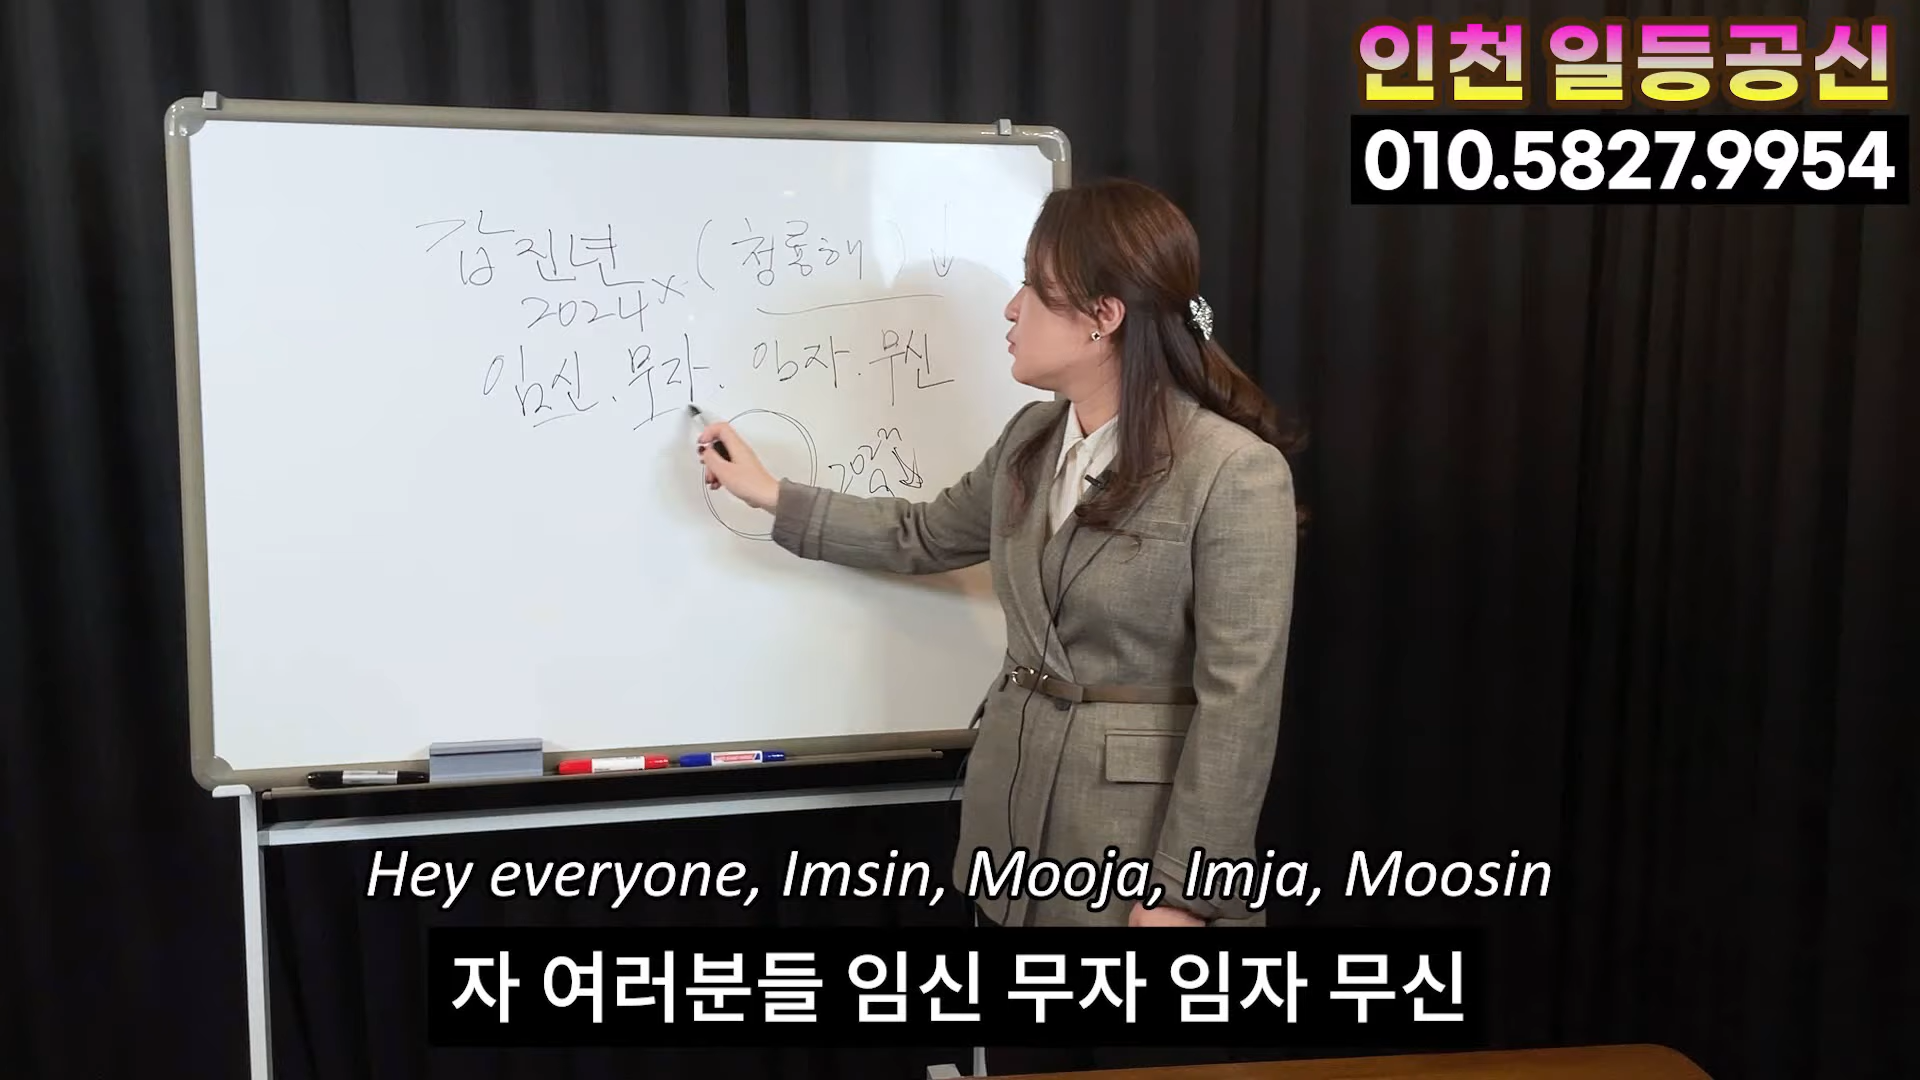 인천 일등공신
010.5827.9954
갑진년 (청룡해) ↓
2024 x
임신. 무자. 임자. 무신
Hey everyone, Imsin, Mooja, Imja, Moosin
자 여러분들 임신 무자 임자 무신